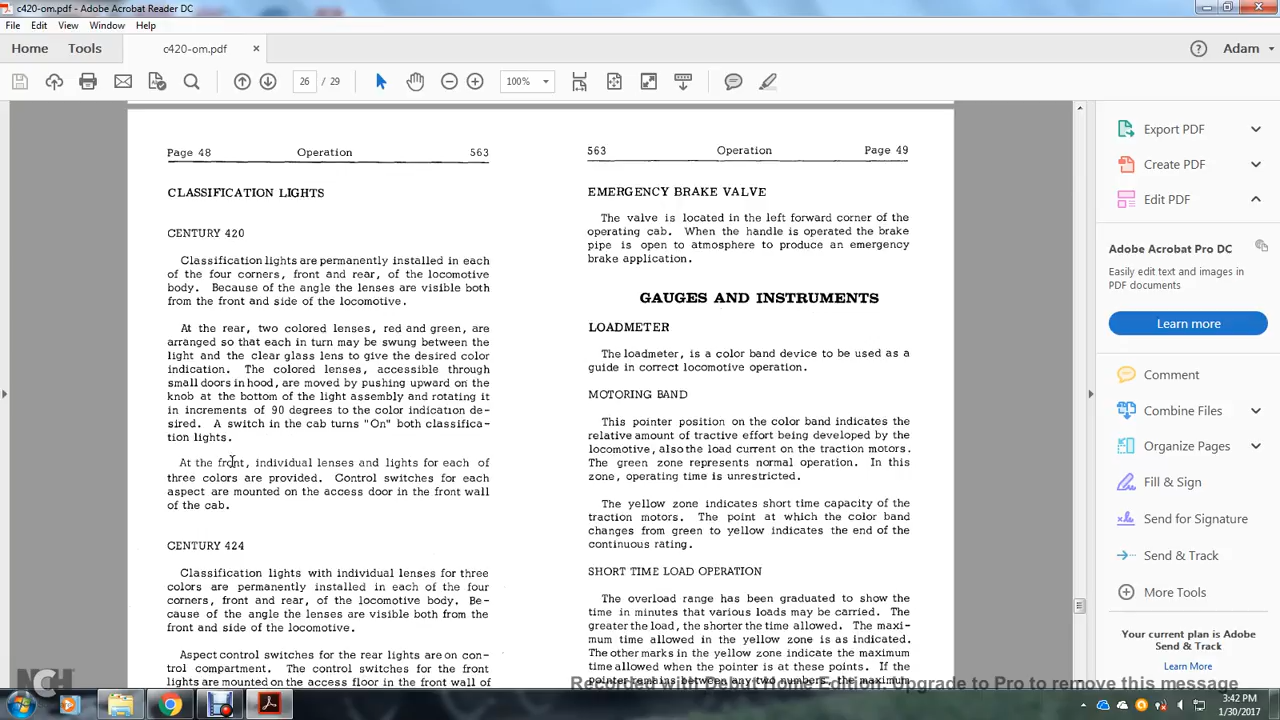 c420-om.pdf - Adobe Acrobat Reader DC
File Edit View Window Help
Home Tools c420-om.pdf × Adam
26 / 29 100%
Page 48 Operation 563
CLASSIFICATION LIGHTS
CENTURY 420
Classification lights are permanently installed in each
of the four corners, front and rear, of the locomotive
body. Because of the angle the lenses are visible both
from the front and side of the locomotive.
At the rear, two colored lenses, red and green, are
arranged so that each in turn may be swung between the
light and the clear glass lens to give the desired color
indication. The colored lenses, accessible through
small doors in hood, are moved by pushing upward on the
knob at the bottom of the light assembly and rotating it
in increments of 90 degrees to the color indication de-
sired. A switch in the cab turns "On" both classifica-
tion lights.
At the front, individual lenses and lights for each of
three colors are provided. Control switches for each
aspect are mounted on the access door in the front wall
of the cab.
CENTURY 424
Classification lights with individual lenses for three
colors are permanently installed in each of the four
corners, front and rear, of the locomotive body. Be-
cause of the angle the lenses are visible both from the
front and side of the locomotive.
Aspect control switches for the rear lights are on con-
trol compartment. The control switches for the front
lights are mounted on the access floor in the front wall of
563 Operation Page 49
EMERGENCY BRAKE VALVE
The valve is located in the left forward corner of the
operating cab. When the handle is operated the brake
pipe is open to atmosphere to produce an emergency
brake application.
GAUGES AND INSTRUMENTS
LOADMETER
The loadmeter, is a color band device to be used as a
guide in correct locomotive operation.
MOTORING BAND
This pointer position on the color band indicates the
relative amount of tractive effort being developed by the
locomotive, also the load current on the traction motors.
The green zone represents normal operation. In this
zone, operating time is unrestricted.
The yellow zone indicates short time capacity of the
traction motors. The point at which the color band
changes from green to yellow indicates the end of the
continuous rating.
SHORT TIME LOAD OPERATION
The overload range has been graduated to show the
time in minutes that various loads may be carried. The
greater the load, the shorter the time allowed. The maxi-
mum time allowed in the yellow zone is as indicated.
The other marks in the yellow zone indicate the maximum
time allowed when the pointer is at these points. If the
pointer remains between any two numbers, the maximum
Export PDF
Create PDF
Edit PDF
Adobe Acrobat Pro DC
Easily edit text and images in
PDF documents
Learn more
Comment
Combine Files
Organize Pages
Fill & Sign
Send for Signature
Send & Track
More Tools
Your current plan is Adobe
Send & Track
Learn More
NCH
Recorded with Debut Home Edition. Upgrade to Pro to remove this message
3:42 PM
1/30/2017